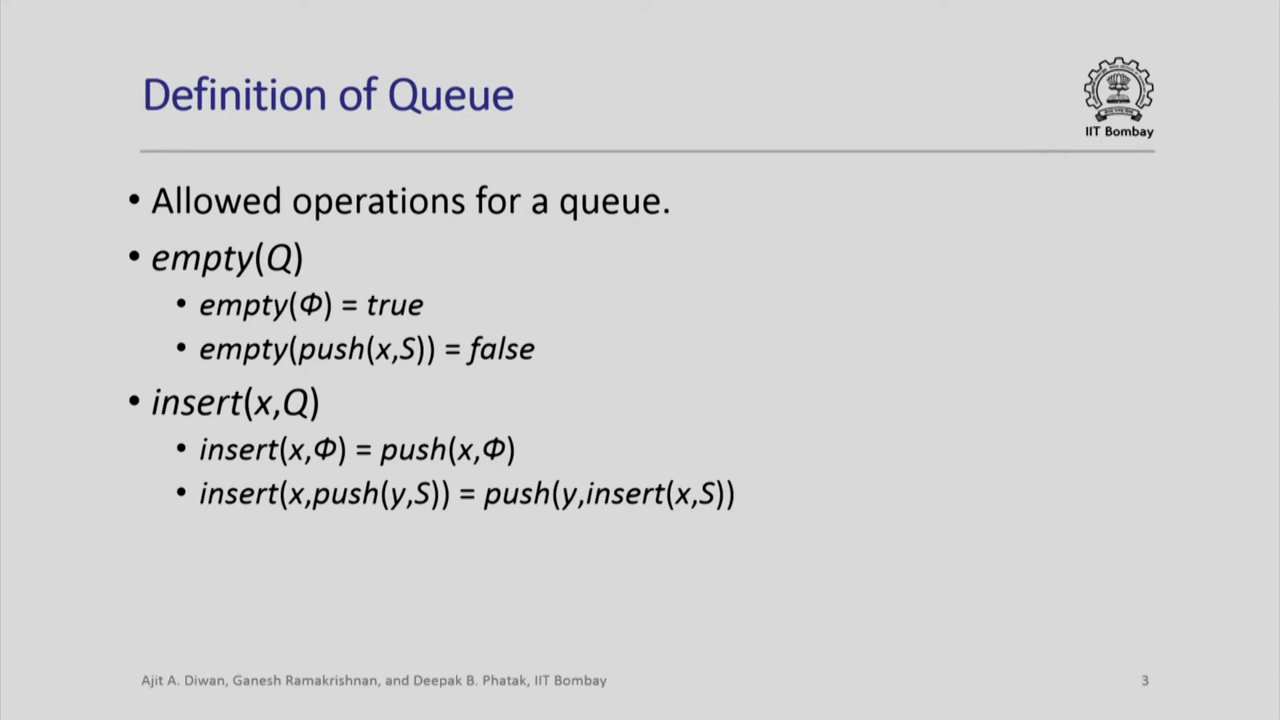 Definition of Queue
IIT Bombay
• Allowed operations for a queue.
• empty(Q)
• empty(Φ) = true
• empty(push(x,S)) = false
• insert(x,Q)
• insert(x,Φ) = push(x,Φ)
• insert(x,push(y,S)) = push(y,insert(x,S))
Ajit A. Diwan, Ganesh Ramakrishnan, and Deepak B. Phatak, IIT Bombay
3